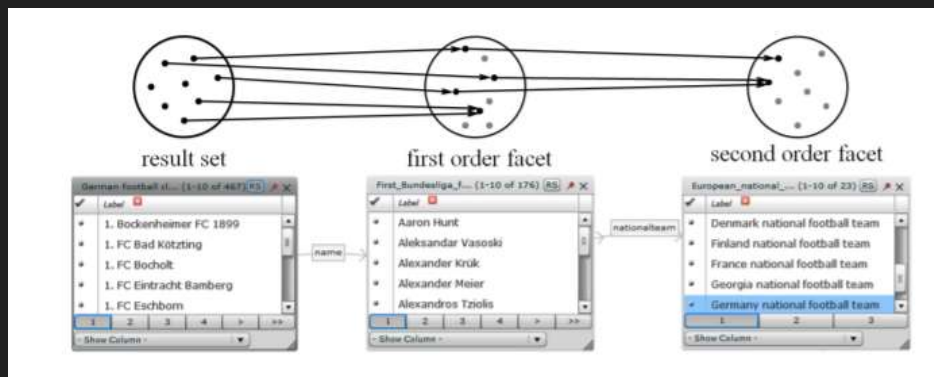 result set
first order facet
second order facet
German football cl... (1-10 of 467) RS
Label
1. Bockenheimer FC 1899
1. FC Bad Kötzting
1. FC Bocholt
1. FC Eintracht Bamberg
1. FC Eschborn
1 2 3 4 > >>
- Show Column -
name
First_Bundesliga_f... (1-10 of 176) RS
Label
Aaron Hunt
Aleksandar Vasoski
Alexander Krük
Alexander Meier
Alexandros Tziolis
1 2 3 4 > >>
- Show Column -
nationalteam
European_national_... (1-10 of 23) RS
Label
Denmark national football team
Finland national football team
France national football team
Georgia national football team
Germany national football team
1 2 3
- Show Column -